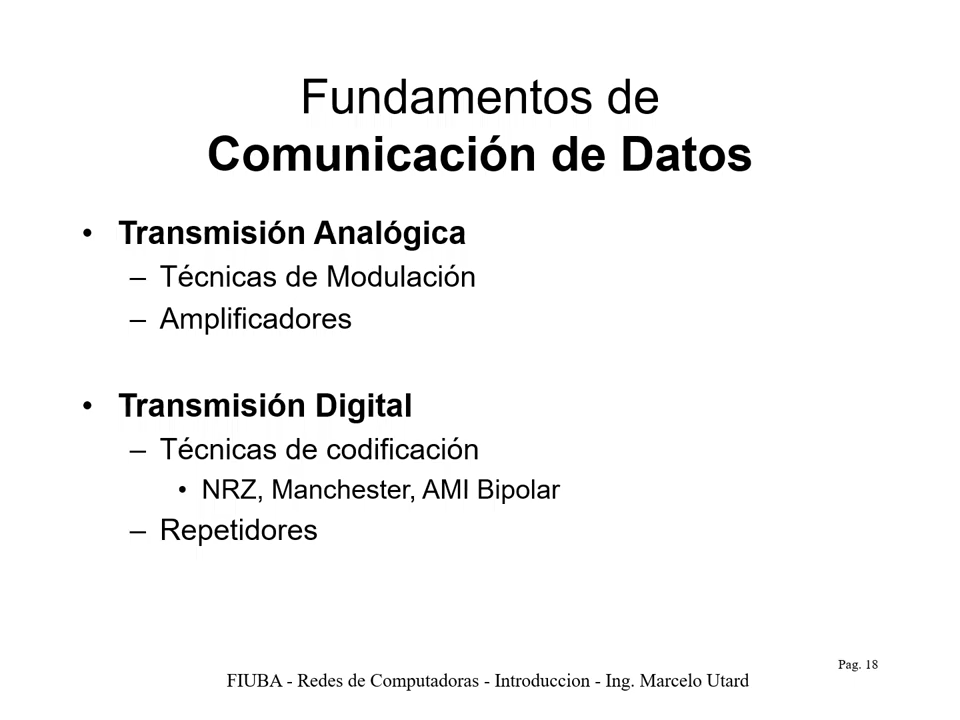 Fundamentos de
Comunicación de Datos
• Transmisión Analógica
– Técnicas de Modulación
– Amplificadores
• Transmisión Digital
– Técnicas de codificación
• NRZ, Manchester, AMI Bipolar
– Repetidores
Pag. 18
FIUBA - Redes de Computadoras - Introduccion - Ing. Marcelo Utard